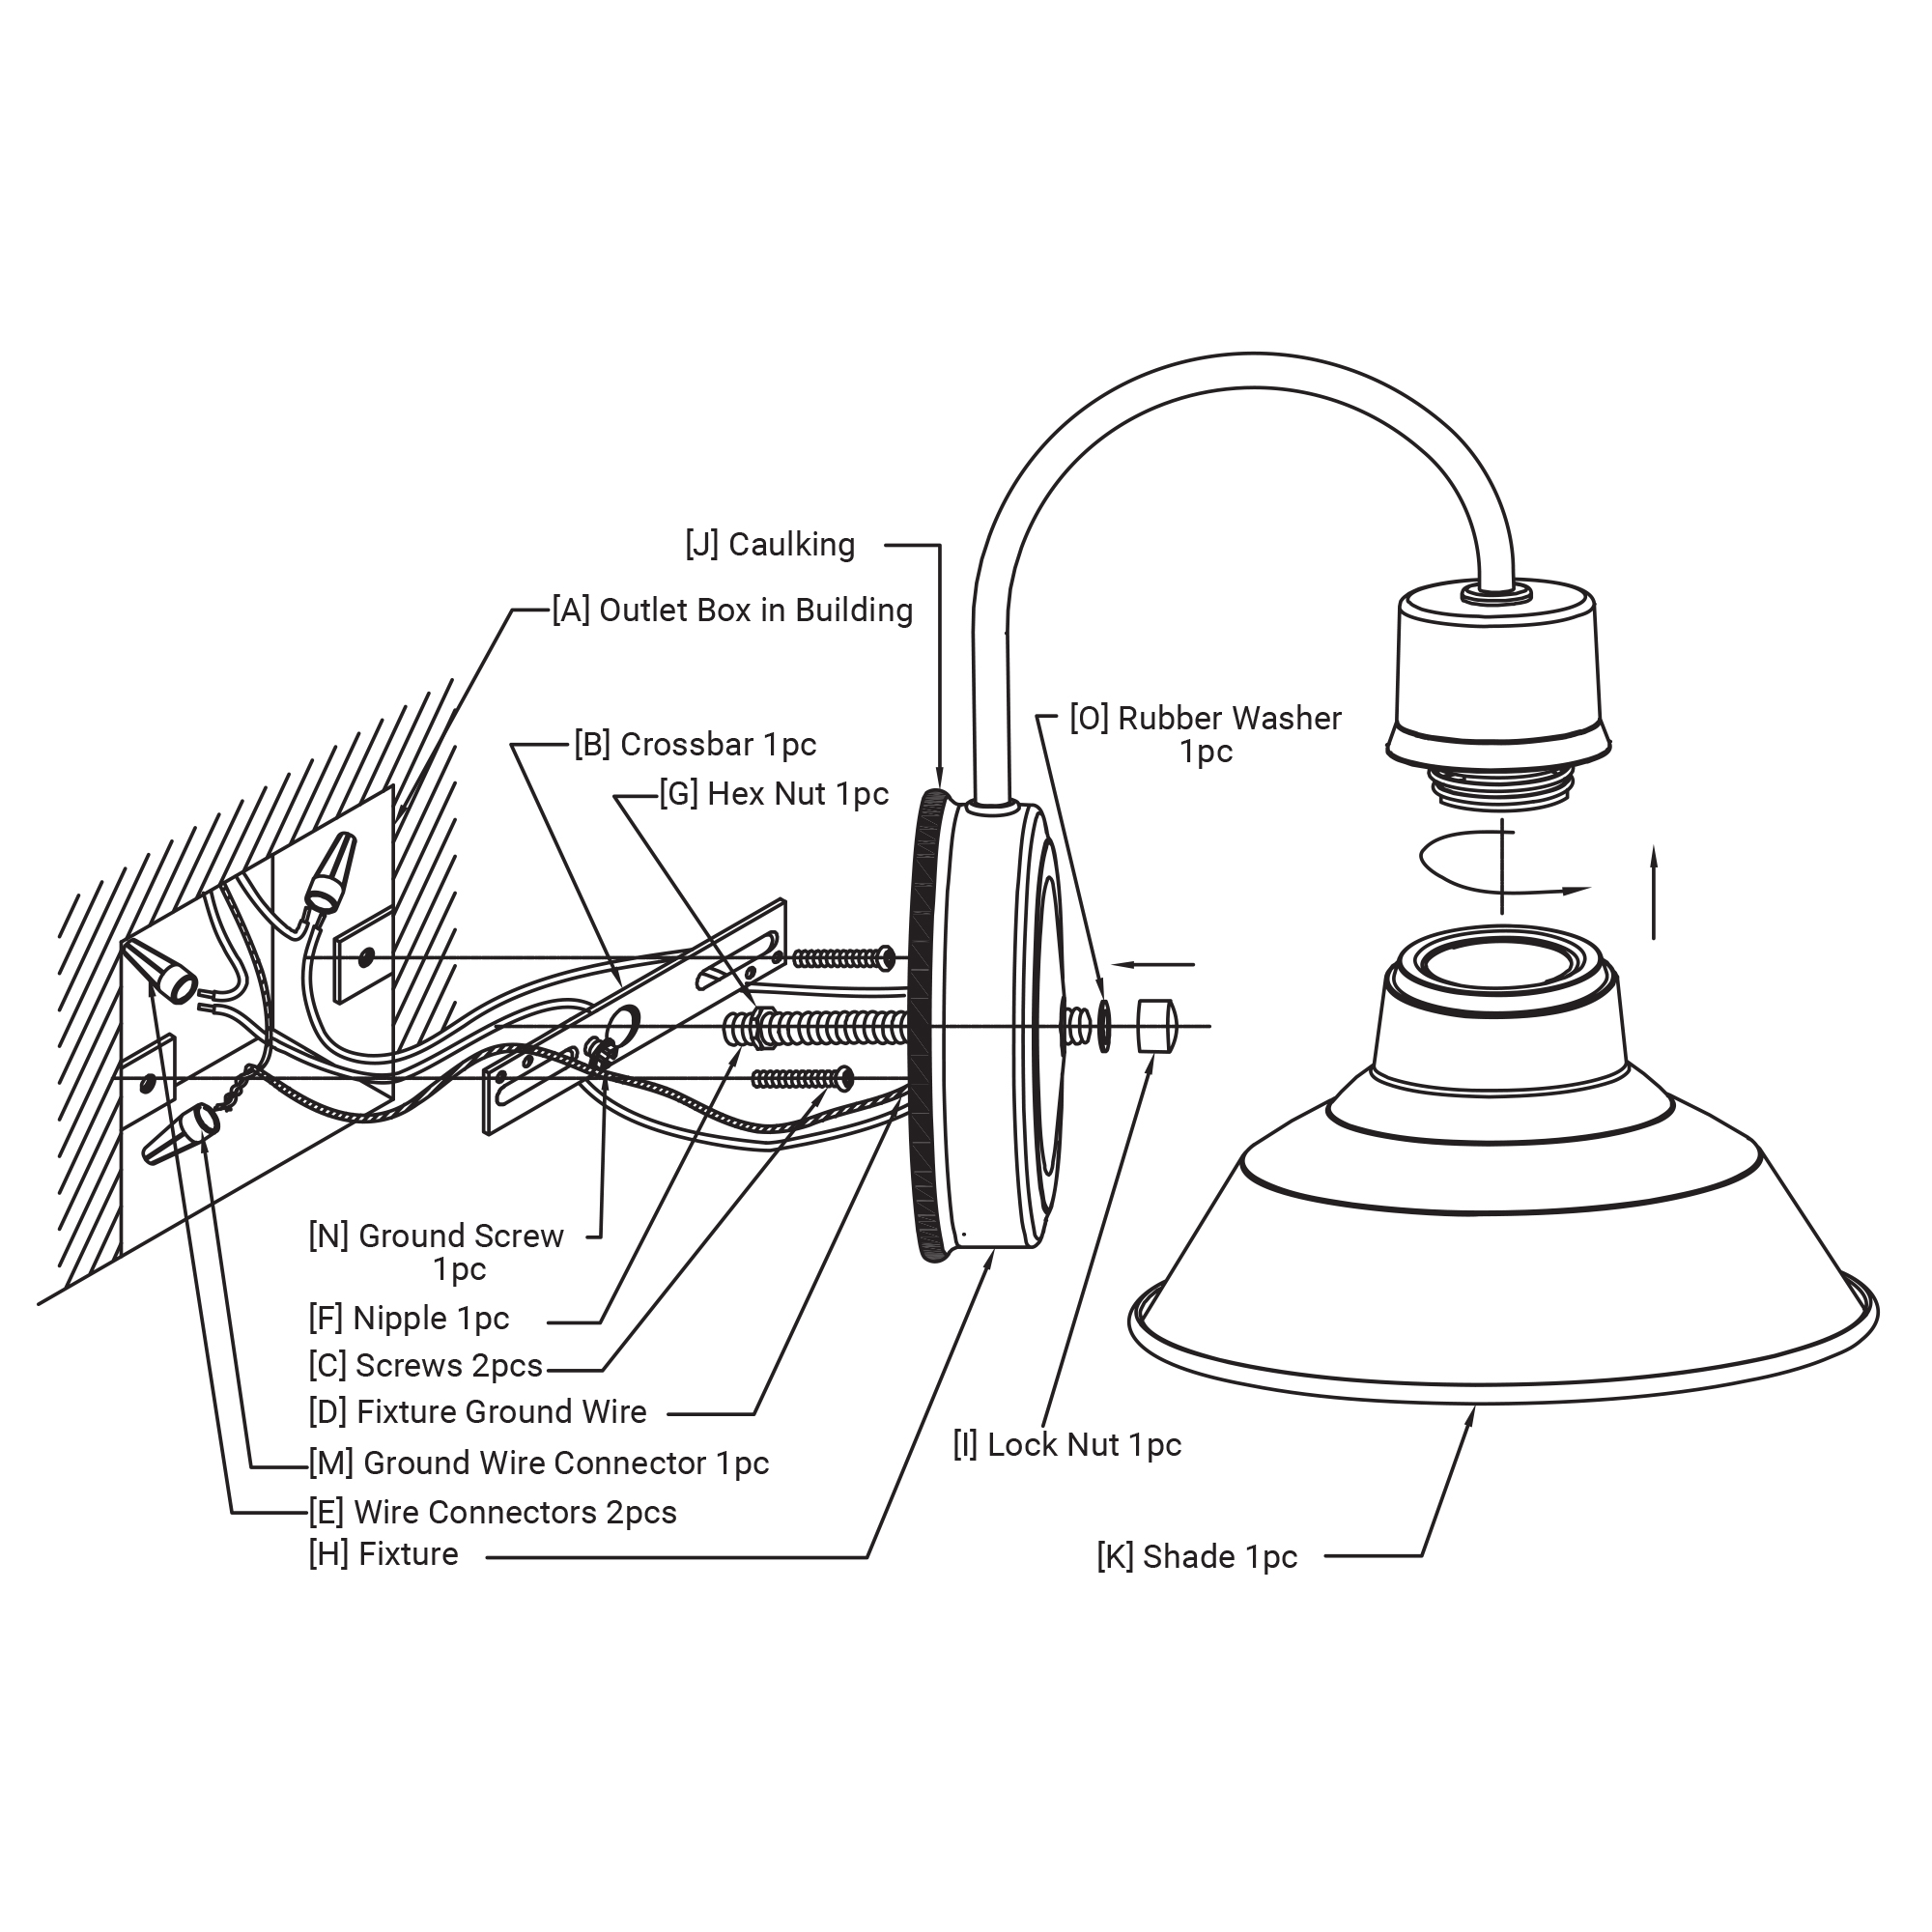 [J] Caulking
[A] Outlet Box in Building
[O] Rubber Washer
1pc
[B] Crossbar 1pc
[G] Hex Nut 1pc
[N] Ground Screw
1pc
[F] Nipple 1pc
[C] Screws 2pcs
[D] Fixture Ground Wire
[I] Lock Nut 1pc
[M] Ground Wire Connector 1pc
[E] Wire Connectors 2pcs
[H] Fixture
[K] Shade 1pc